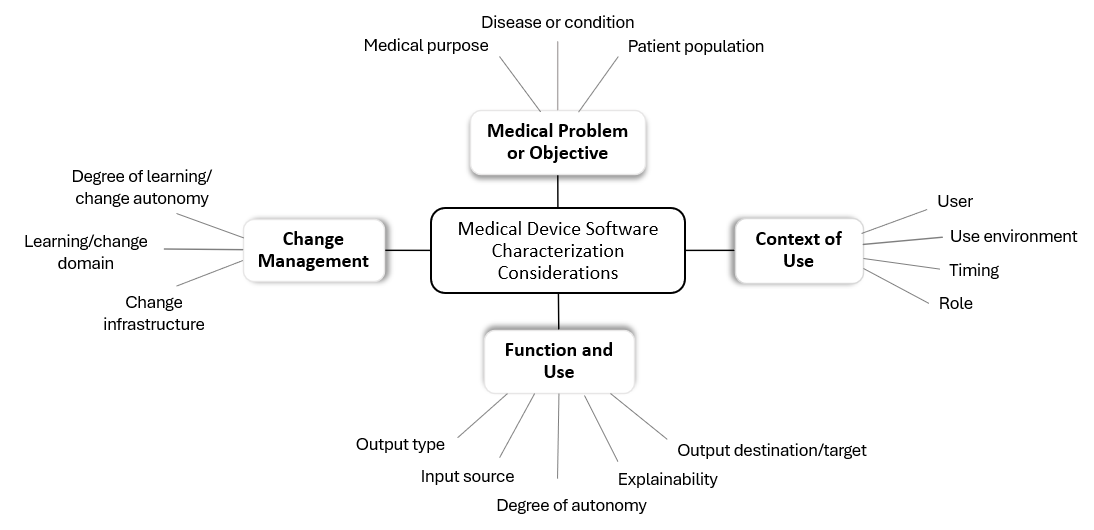 Disease or condition
Medical purpose
Patient population
Medical Problem
or Objective
Degree of learning/
change autonomy
Learning/change
domain
Change
infrastructure
Change
Management
Medical Device Software
Characterization
Considerations
Context of
Use
User
Use environment
Timing
Role
Function and
Use
Output type
Input source
Degree of autonomy
Explainability
Output destination/target